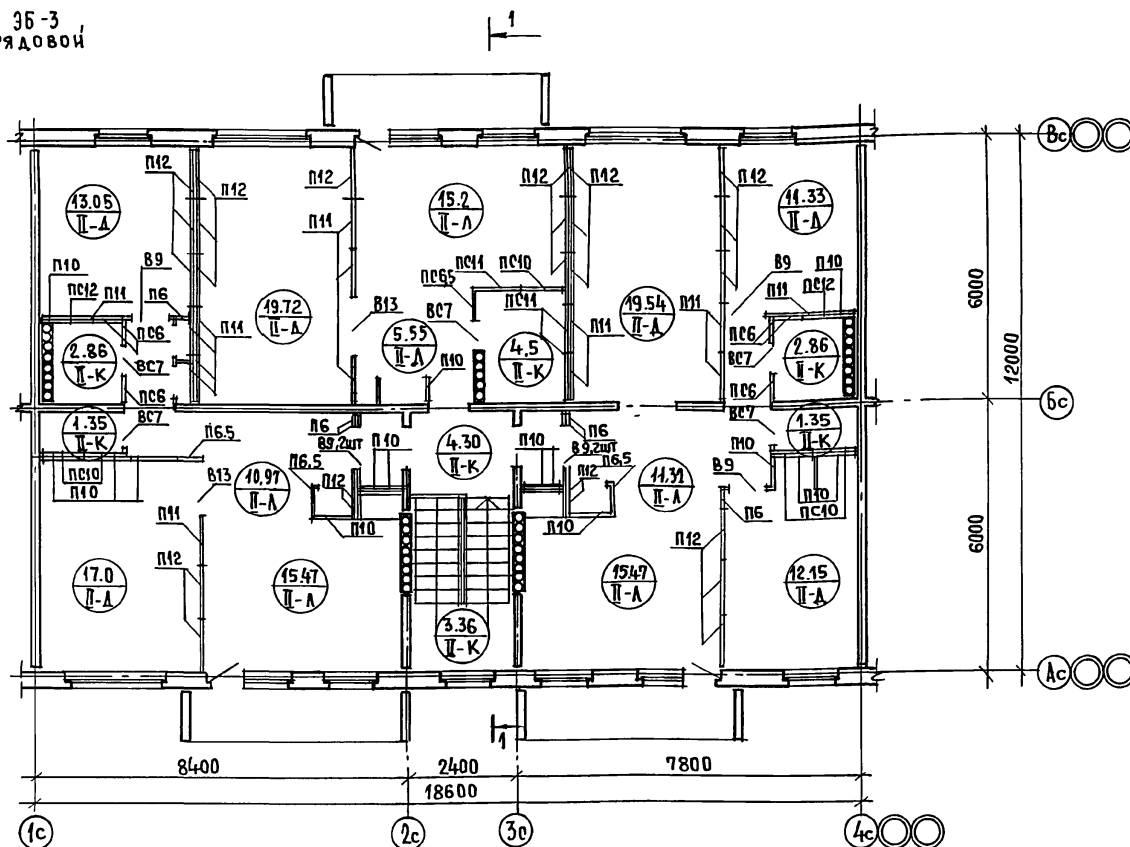 ЭБ-3
РЯДОВОЙ
1
Вс
П12
П12
П12
П12
П12
П12
13.05
II-Д
П11
15.2
II-Л
11.33
II-Д
П10
В9
ПС12
П11
П6
19.72
II-Д
В13
ПС6.5
ПС11
ПС10
ПС11
19.54
II-Д
П11
В9
П10
ПС12
П11
6000
2.86
II-К
ПС6
ВС7
П11
5.55
II-Л
ВС7
П10
4,5
II-К
П11
ПС6
ВС7
2.86
II-К
12000
ПС6
ПС6
Бс
1.35
II-К
ВС7
П6.5
П6
В9,2шт
4.30
II-К
П6
В9,2шт
ВС7
1.35
II-К
ПС10
П10
В13
10,97
II-Л
П6.5
П10
П12
П10
П12
П6,5
11,31
II-Л
В9
П10
П10
ПС10
П11
П12
П10
П10
П12
П6
6000
17.0
II-Д
15.47
II-Л
3.36
II-К
15.47
II-Л
12.15
II-Д
Ас
1
8400
2400
7800
18600
1с
2с
3с
4с